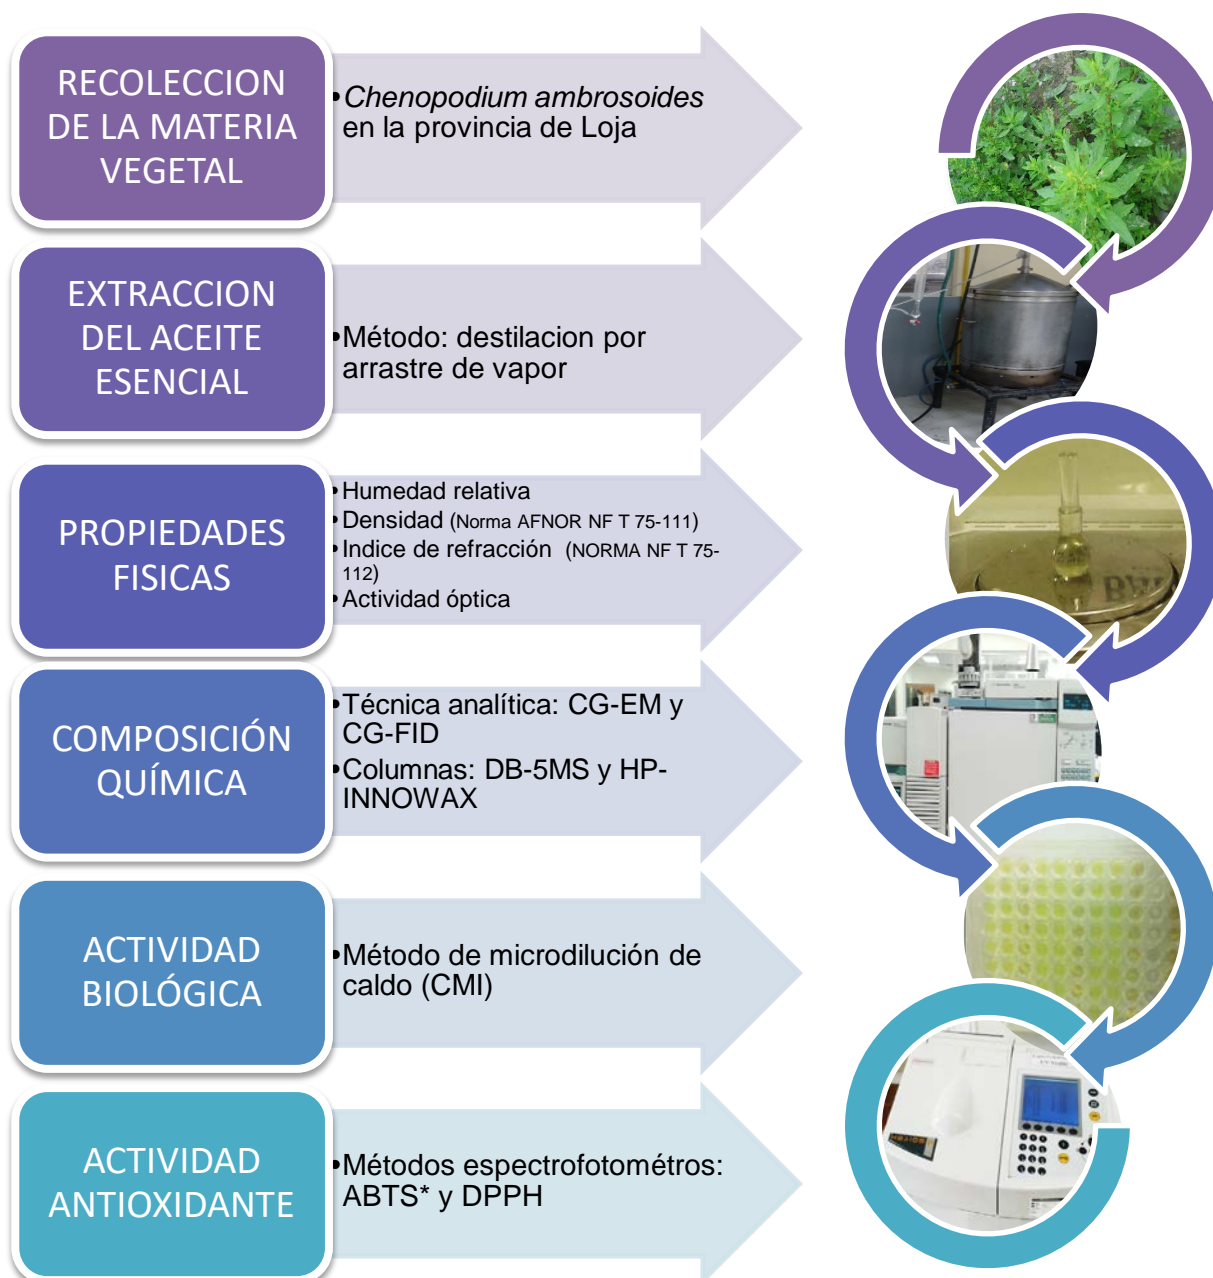 RECOLECCION
DE LA MATERIA
VEGETAL
•Chenopodium ambrosoides
en la provincia de Loja
EXTRACCION
DEL ACEITE
ESENCIAL
•Método: destilacion por
arrastre de vapor
PROPIEDADES
FISICAS
•Humedad relativa
•Densidad (Norma AFNOR NF T 75-111)
•Indice de refracción (NORMA NF T 75-
112)
•Actividad óptica
COMPOSICIÓN
QUÍMICA
•Técnica analítica: CG-EM y
CG-FID
•Columnas: DB-5MS y HP-
INNOWAX
ACTIVIDAD
BIOLÓGICA
•Método de microdilución de
caldo (CMI)
ACTIVIDAD
ANTIOXIDANTE
•Métodos espectrofotométros:
ABTS* y DPPH